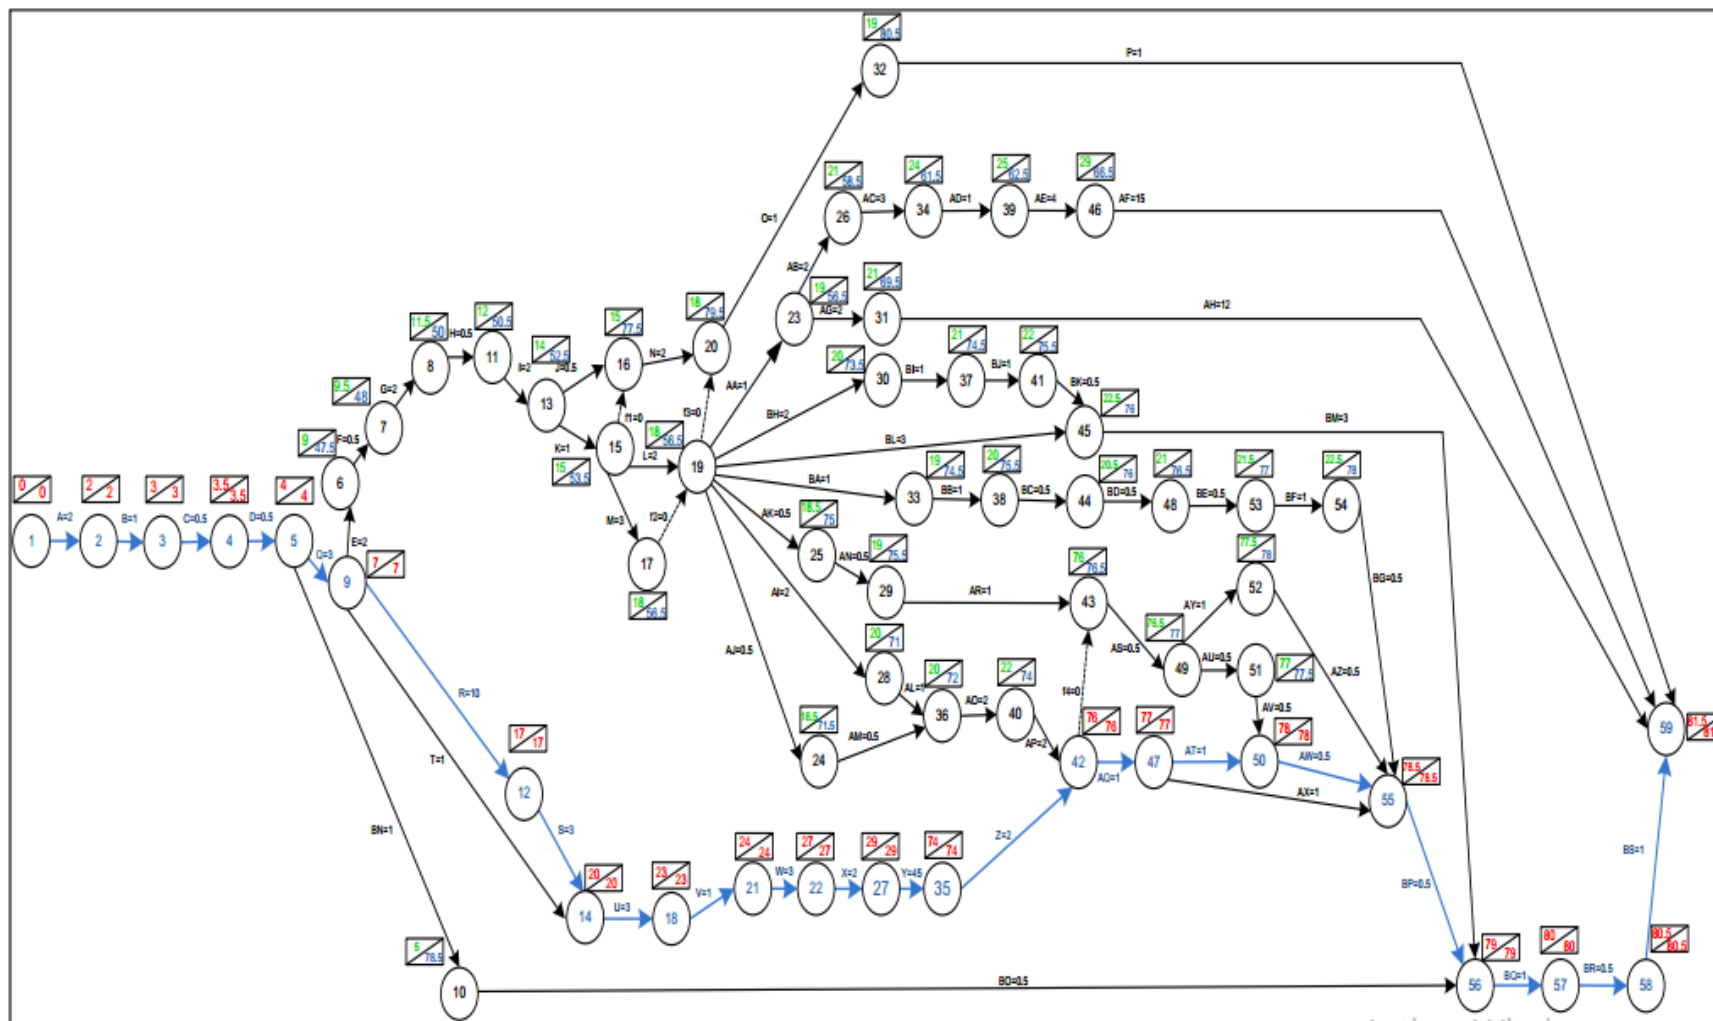 19 80.5
32
P=1
O=1
21 58.5
24 61.5
25 62.5
29 66.5
26
AC=3
34
AD=1
39
AE=4
46
AF=15
AB=2
19 56.5
21 69.5
23
AG=2
31
AH=12
11.5 50
12 50.5
14 52.5
15 77.5
18 79.5
8
H=0.5
11
I=2
J=0.5
16
N=2
20
20 73.5
21 74.5
22 75.5
30
BI=1
37
BJ=1
41
BK=0.5
9.5 48
G=2
13
AA=1
f3=0
BH=2
22.5 76
BM=3
7
f1=0
18 56.5
BL=3
45
9 47.5
F=0.5
K=1
15
L=2
19
15 53.5
6
BA=1
19 74.5
20 75.5
20.5 76
21 76.5
21.5 77
22.5 78
33
BB=1
38
BC=0.5
44
BD=0.5
48
BE=0.5
53
BF=1
54
0 0
2 2
3 3
3.5 3.5
4 4
1
A=2
2
B=1
3
C=0.5
4
D=0.5
5
E=2
Q=3
9
7 7
M=3
f2=0
17
18 56.5
AK=0.5
18.5 75
25
AN=0.5
19 75.5
29
AR=1
76 76.5
43
77.5 78
52
BG=0.5
AI=2
AY=1
76.5 77
AS=0.5
49
AU=0.5
51
77 77.5
AZ=0.5
AJ=0.5
20 71
28
AL=1
20 72
36
AO=2
22 74
40
f4=0
AV=0.5
R=10
18.5 71.5
24
AM=0.5
AP=2
76 76
42
AQ=1
77 77
47
AT=1
78 78
50
AW=0.5
AX=1
78.5 78.5
55
59
81.5
T=1
17 17
12
S=3
BN=1
Z=2
BS=1
20 20
14
U=3
23 23
18
V=1
24 24
21
W=3
27 27
22
X=2
29 29
27
Y=45
74 74
35
BP=0.5
5 78.5
10
BO=0.5
79 79
56
BQ=1
80 80
57
BR=0.5
80.5 80.5
58